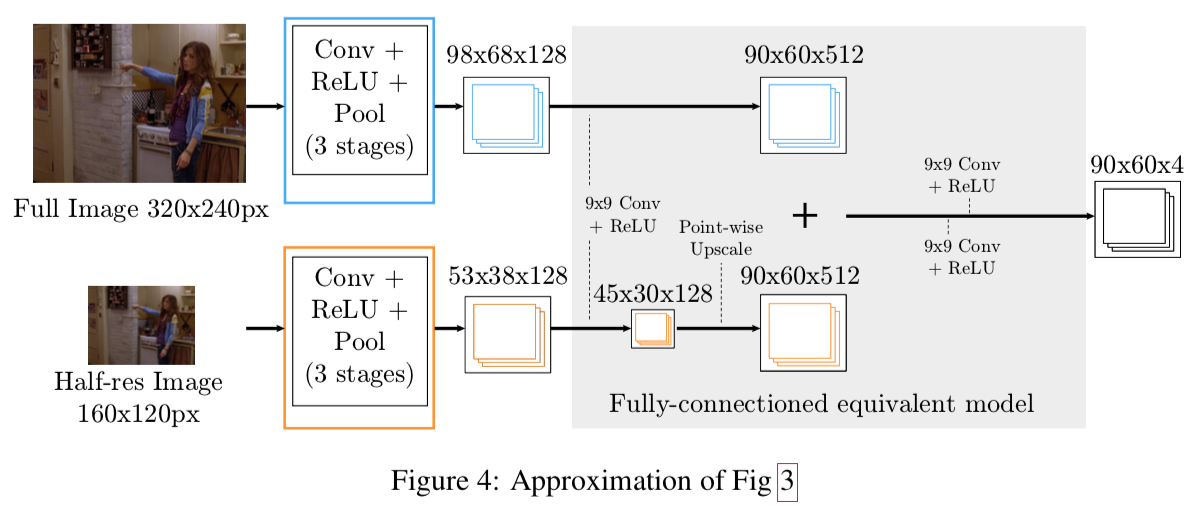 Conv +
ReLU +
Pool
(3 stages)
98x68x128
90x60x512
Full Image 320x240px
9x9 Conv
+ ReLU
Point-wise
Upscale
+
9x9 Conv
+ ReLU
9x9 Conv
+ ReLU
90x60x4
Conv +
ReLU +
Pool
(3 stages)
53x38x128
45x30x128
90x60x512
Half-res Image
160x120px
Fully-connectioned equivalent model
Figure 4: Approximation of Fig 3